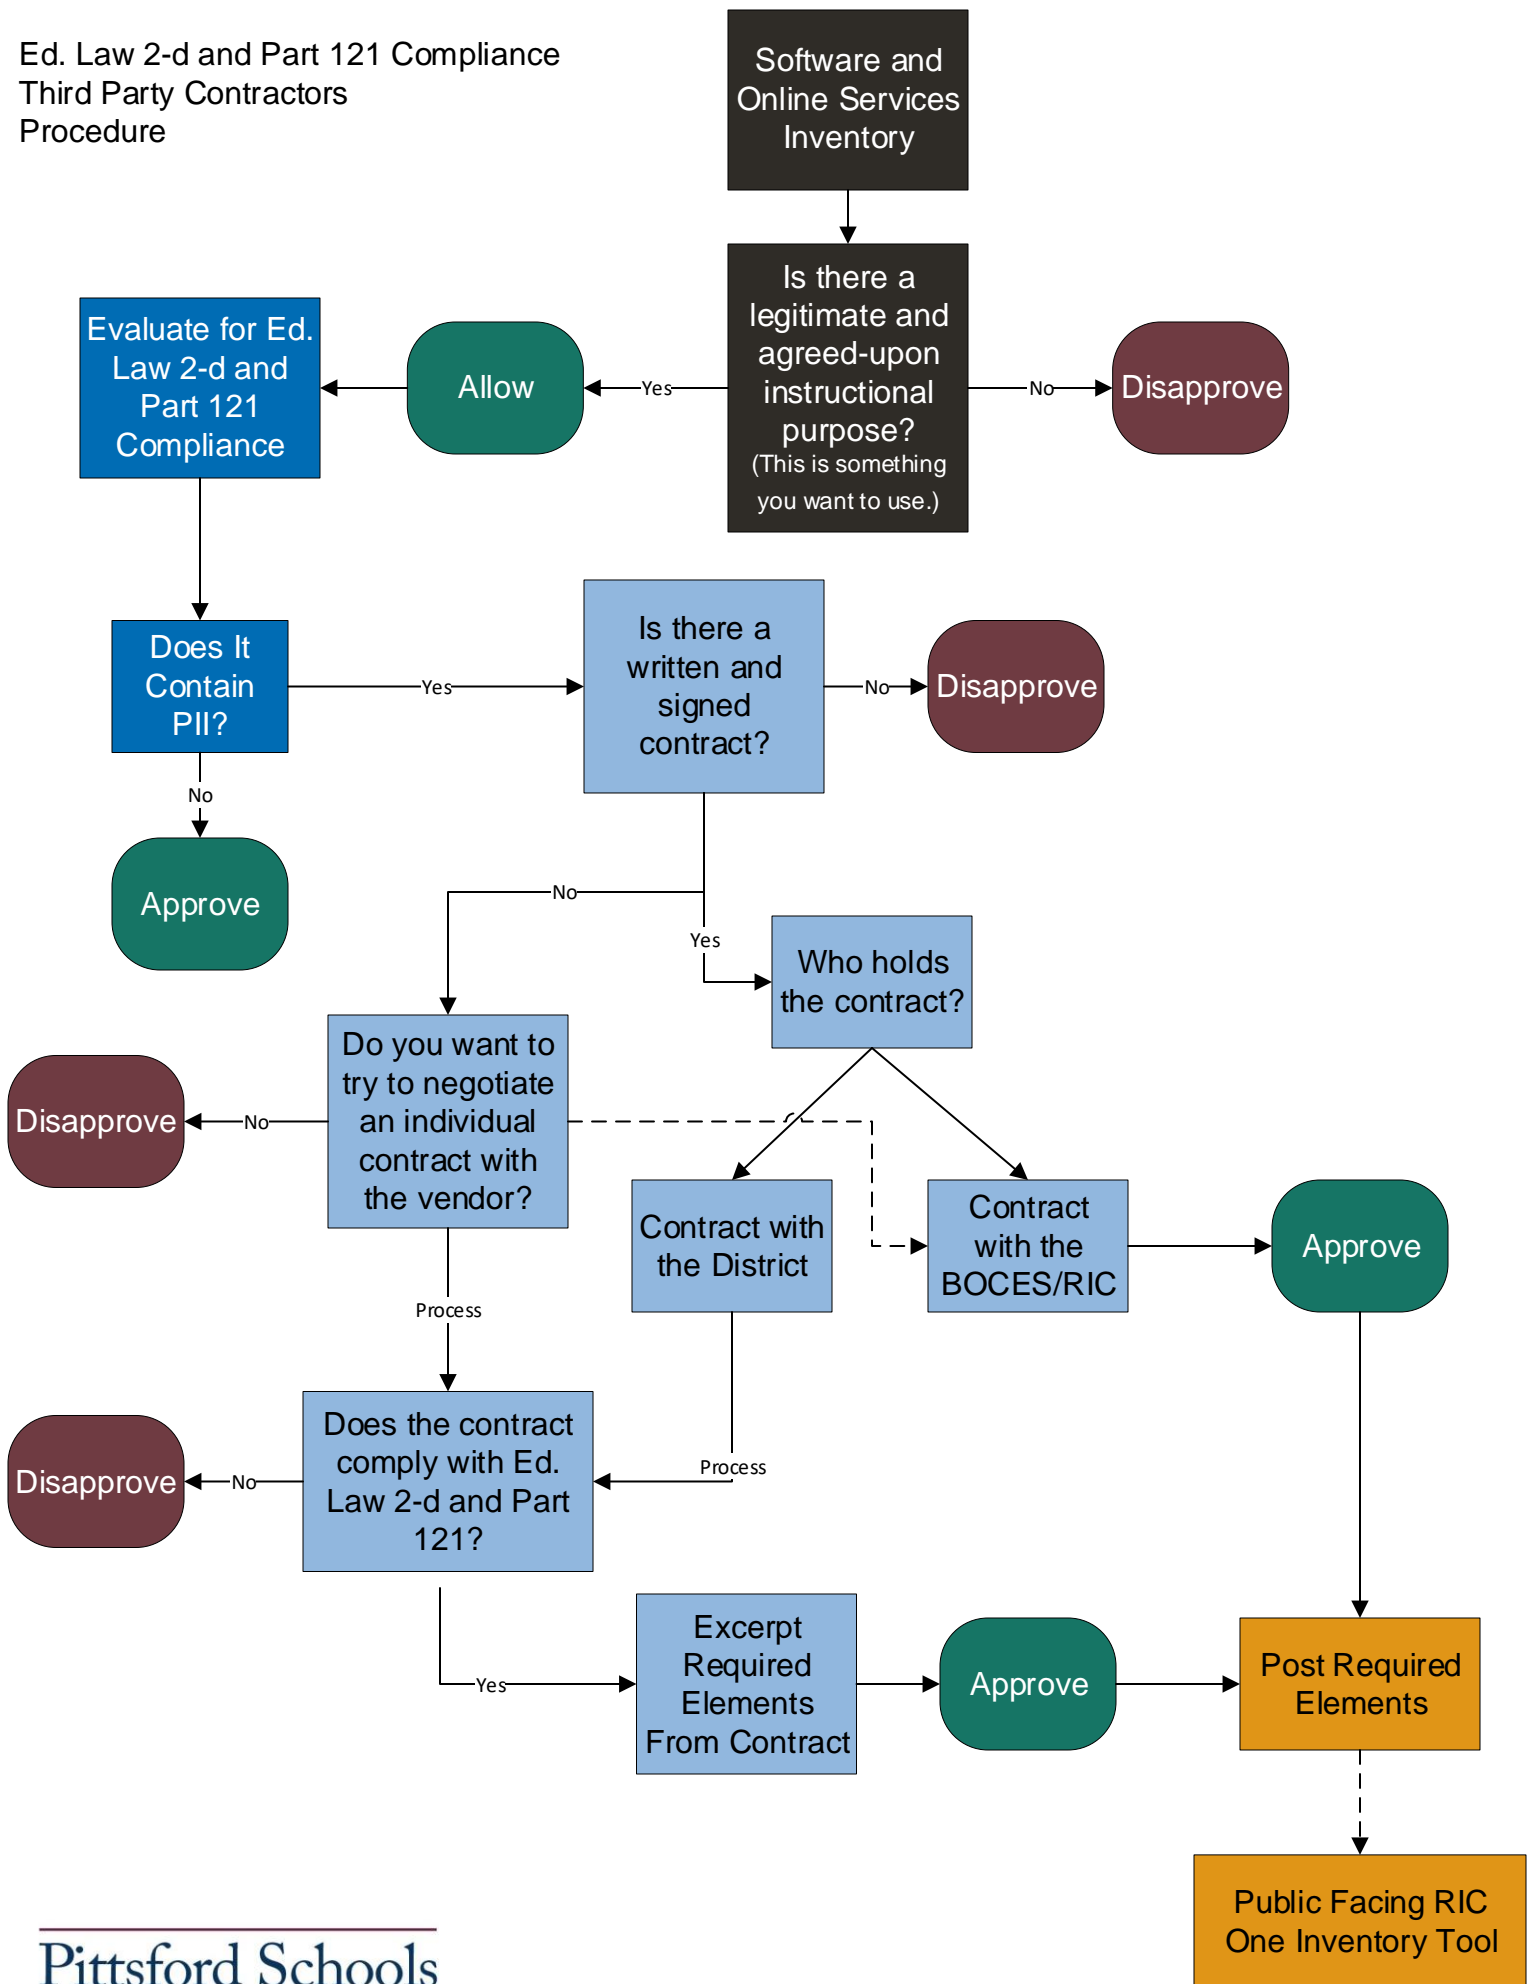 Ed. Law 2-d and Part 121 Compliance
Third Party Contractors
Procedure
Software and
Online Services
Inventory
Is there a
legitimate and
agreed-upon
instructional
purpose?
(This is something
you want to use.)
Yes
No
Disapprove
Allow
Evaluate for Ed.
Law 2-d and
Part 121
Compliance
Does It
Contain
PII?
Yes
No
Approve
Is there a
written and
signed
contract?
No
Disapprove
No
Yes
Who holds
the contract?
Do you want to
try to negotiate
an individual
contract with
the vendor?
No
Disapprove
Contract with
the District
Contract
with the
BOCES/RIC
Approve
Process
Process
Does the contract
comply with Ed.
Law 2-d and Part
121?
No
Disapprove
Yes
Excerpt
Required
Elements
From Contract
Approve
Post Required
Elements
Public Facing RIC
One Inventory Tool
Pittsford Schools